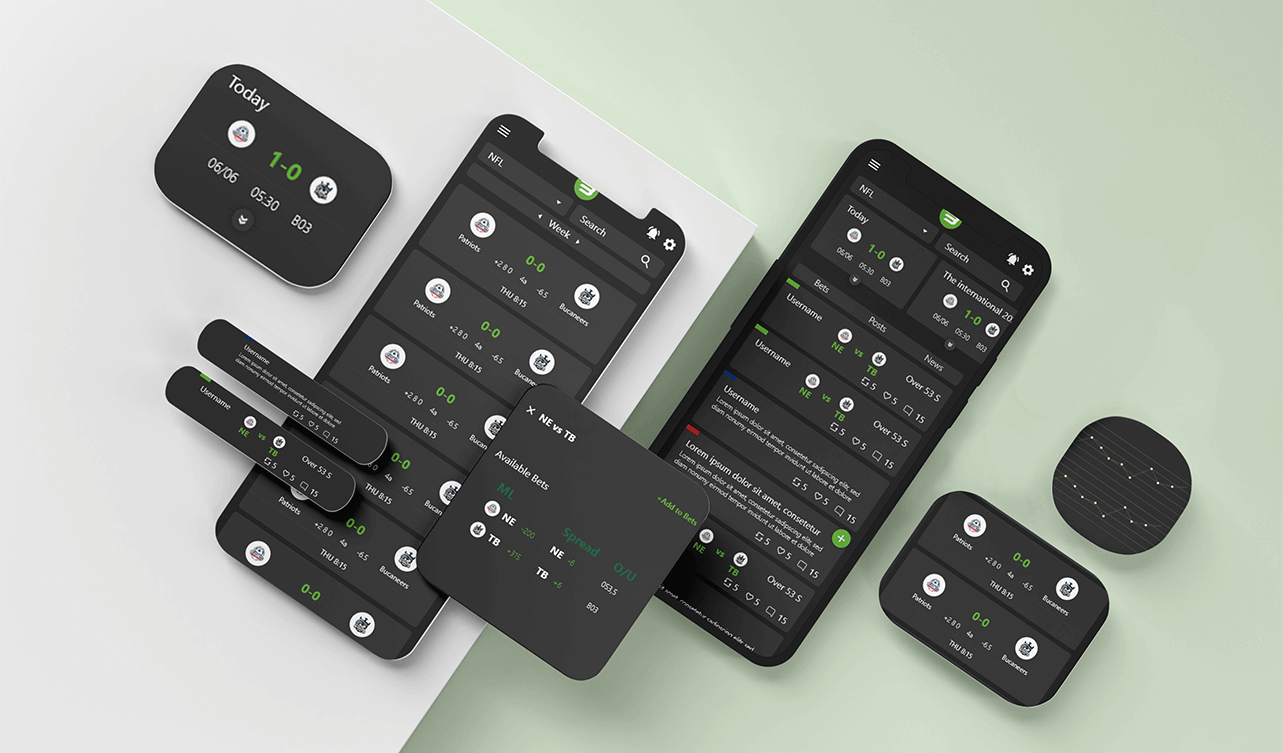 Today
1-0
06/06 05:30 B03
NFL
Search
Week
Patriots
0-0
Bucaneers
+2.8 0 4a -6.5
THU 8:15
Patriots
0-0
+2.8 0 4a -6.5
THU 8:15
Patriots
0-0
+2.8 0 4a
THU 8:15
0-0
Patriots
+2.8 0 4a -6.5
0-0
Bucaneers
THU 8:15
Patriots
0-0
Username
Lorem ipsum dolor sit amet, consetetur sadipscing elitr, sed
diam nonumy eirmod tempor invidunt ut labore et dolore
5 5 15
Username
NE vs TB
Over 53 S
5 5 15
NE vs TB
Available Bets
+Add to Bets
ML
Spread
O/U
NE -200
NE -6
053,5
TB +315
TB +6
B03
NFL
Search
Today
1-0
06/06 05:30 B03
The international 20
1-0
06/06 05:30 B03
Bets
Posts
News
Username
NE vs TB
Over 53 S
5 5 15
Username
NE vs TB
Over 53 S
5 5 15
Username
Lorem ipsum dolor sit amet, consetetur sadipscing elitr, sed
diam nonumy eirmod tempor invidunt ut labore et dolore
5 5 15
Lorem ipsum dolor sit amet, consetetur
Lorem ipsum dolor sit amet, consetetur sadipscing elitr, sed
diam nonumy eirmod tempor invidunt ut labore et dolore
5 5 15
NE vs TB
Over 53 S
5 5 15
Patriots
0-0
Bucaneers
+2.8 0 4a -6.5
THU 8:15
Patriots
0-0
Bucaneers
+2.8 0 4a -6.5
THU 8:15